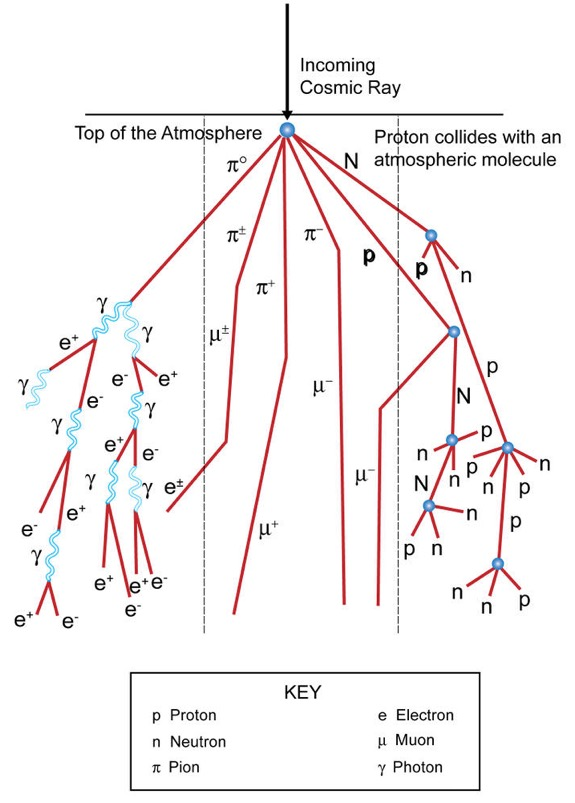 Incoming
Cosmic Ray
Top of the Atmosphere
Proton collides with an
atmospheric molecule
π° N
π± π⁻
p p n
π⁺
γ γ
μ±
e⁺
p
γ e⁻ e⁺
e⁻ μ⁻ N
γ γ
e⁺ e⁻
n p
p n
n n p
γ γ e± μ⁻ N
e⁻ e⁺
μ⁺ n p
γ
p n
e⁺ e⁺ e⁻
e⁻
n n p
e⁺ e⁻
KEY
p Proton e Electron
n Neutron μ Muon
π Pion γ Photon